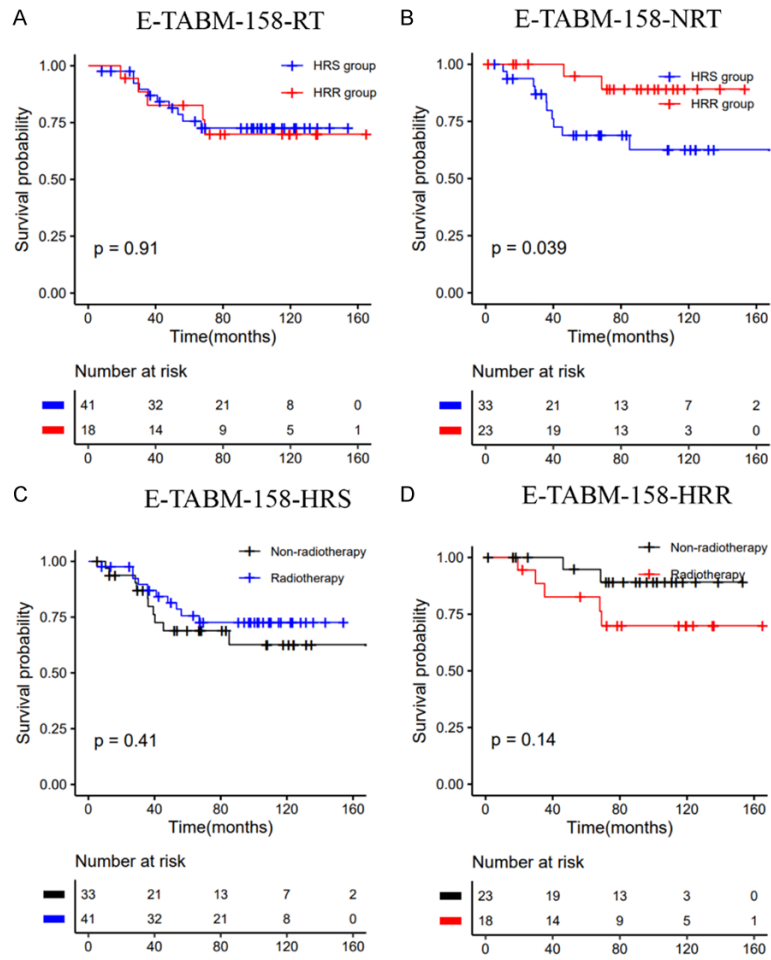 A
E-TABM-158-RT
HRS group
HRR group
1.00
0.75
0.50
0.25
0.00
Survival probability
p = 0.91
0 40 80 120 160
Time(months)
Number at risk
41 32 21 8 0
18 14 9 5 1
0 40 80 120 160
B
E-TABM-158-NRT
HRS group
HRR group
1.00
0.75
0.50
0.25
0.00
Survival probability
p = 0.039
0 40 80 120 160
Time(months)
Number at risk
33 21 13 7 2
23 19 13 3 0
0 40 80 120 160
C
E-TABM-158-HRS
Non-radiotherapy
Radiotherapy
1.00
0.75
0.50
0.25
0.00
Survival probability
p = 0.41
0 40 80 120 160
Time(months)
Number at risk
33 21 13 7 2
41 32 21 8 0
0 40 80 120 160
D
E-TABM-158-HRR
Non-radiotherapy
Radiotherapy
1.00
0.75
0.50
0.25
0.00
Survival probability
p = 0.14
0 40 80 120 160
Time(months)
Number at risk
23 19 13 3 0
18 14 9 5 1
0 40 80 120 160